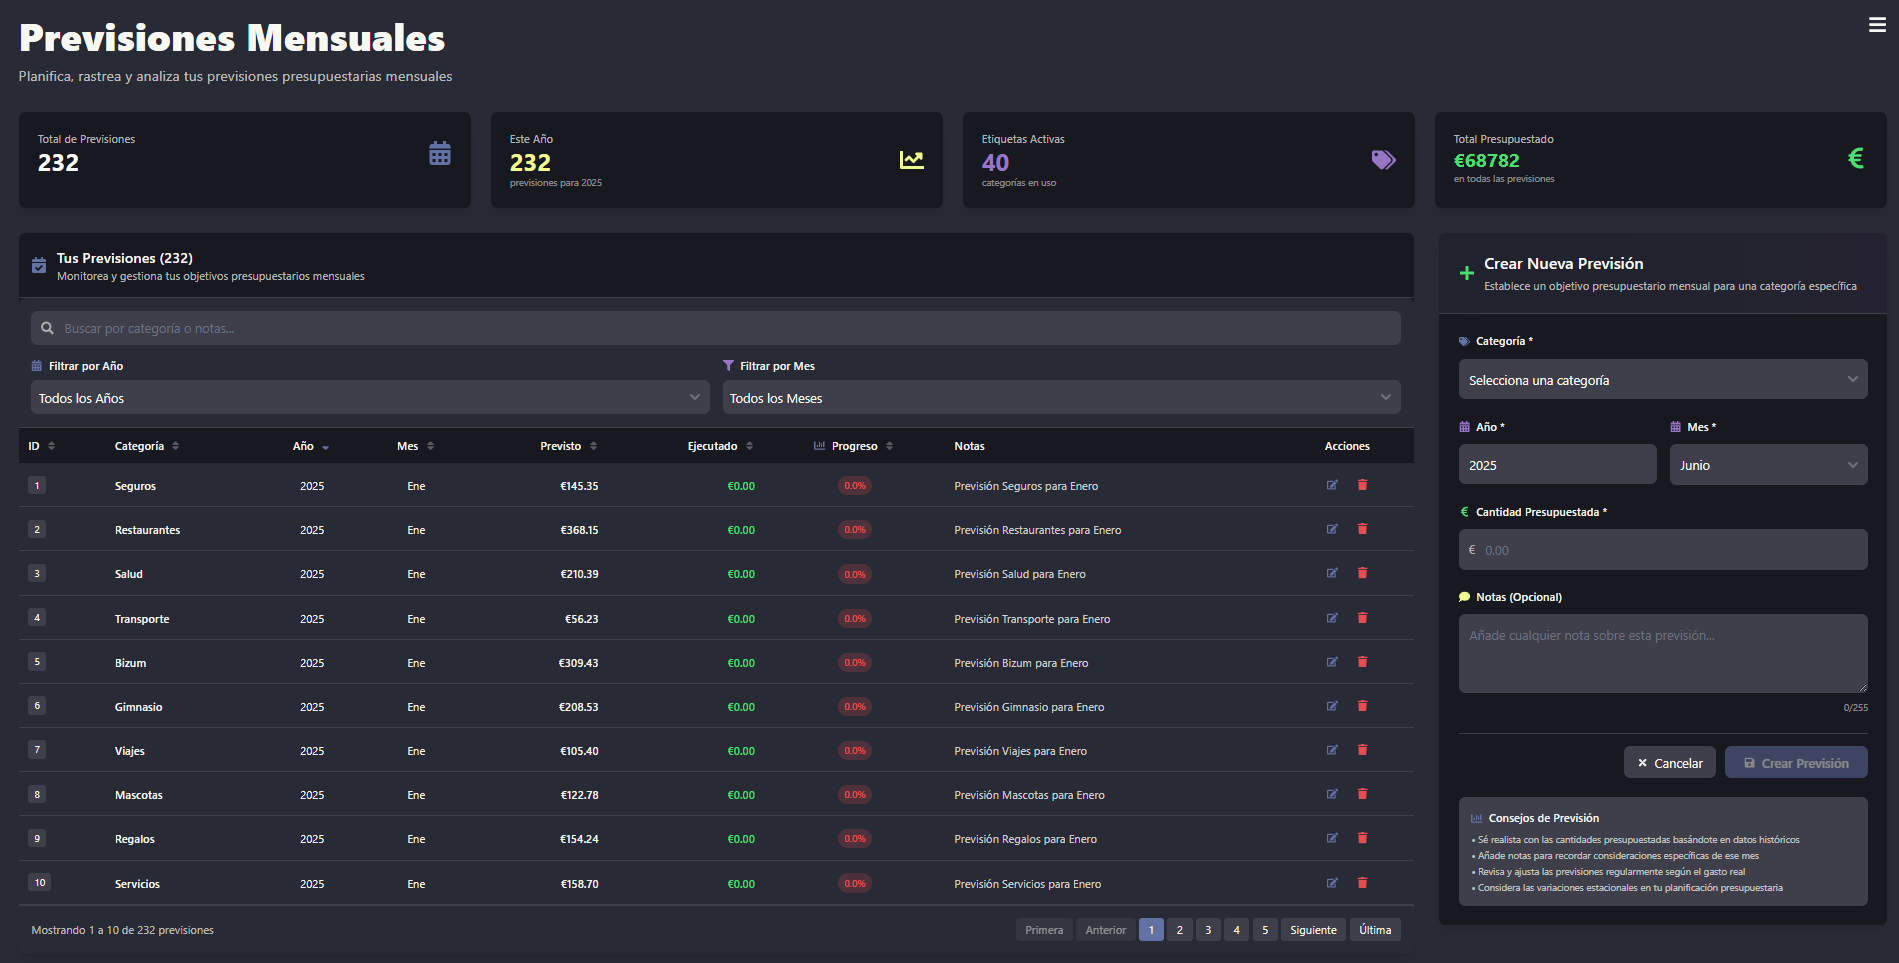 Previsiones Mensuales
Planifica, rastrea y analiza tus previsiones presupuestarias mensuales
Total de Previsiones
232
Este Año
232
previsiones para 2025
Etiquetas Activas
40
categorías en uso
Total Presupuestado
€68782
en todas las previsiones
Tus Previsiones (232)
Monitorea y gestiona tus objetivos presupuestarios mensuales
Buscar por categoría o notas...
Filtrar por Año
Filtrar por Mes
Todos los Años
Todos los Meses
ID Categoría Año Mes Previsto Ejecutado Progreso Notas Acciones
1 Seguros 2025 Ene €145.35 €0.00 0.0% Previsión Seguros para Enero
2 Restaurantes 2025 Ene €368.15 €0.00 0.0% Previsión Restaurantes para Enero
3 Salud 2025 Ene €210.39 €0.00 0.0% Previsión Salud para Enero
4 Transporte 2025 Ene €56.23 €0.00 0.0% Previsión Transporte para Enero
5 Bizum 2025 Ene €309.43 €0.00 0.0% Previsión Bizum para Enero
6 Gimnasio 2025 Ene €208.53 €0.00 0.0% Previsión Gimnasio para Enero
7 Viajes 2025 Ene €105.40 €0.00 0.0% Previsión Viajes para Enero
8 Mascotas 2025 Ene €122.78 €0.00 0.0% Previsión Mascotas para Enero
9 Regalos 2025 Ene €154.24 €0.00 0.0% Previsión Regalos para Enero
10 Servicios 2025 Ene €158.70 €0.00 0.0% Previsión Servicios para Enero
Mostrando 1 a 10 de 232 previsiones
Primera Anterior 1 2 3 4 5 Siguiente Última
Crear Nueva Previsión
Establece un objetivo presupuestario mensual para una categoría específica
Categoría *
Selecciona una categoría
Año *
Mes *
2025
Junio
Cantidad Presupuestada *
€ 0.00
Notas (Opcional)
Añade cualquier nota sobre esta previsión...
0/255
Cancelar
Crear Previsión
Consejos de Previsión
• Sé realista con las cantidades presupuestadas basándote en datos históricos
• Añade notas para recordar consideraciones específicas de ese mes
• Revisa y ajusta las previsiones regularmente según el gasto real
• Considera las variaciones estacionales en tu planificación presupuestaria